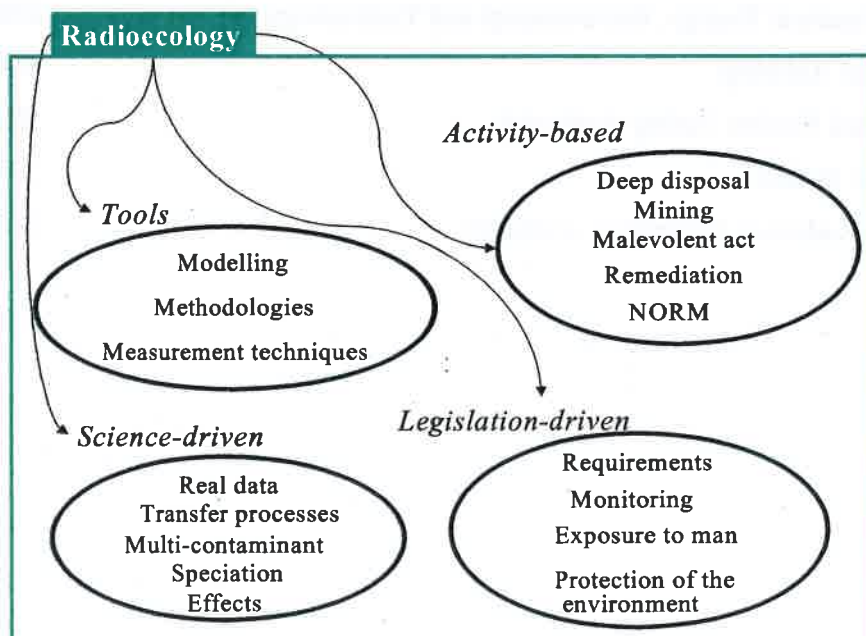 Radioecology
Activity-based
Deep disposal
Mining
Malevolent act
Remediation
NORM
Tools
Modelling
Methodologies
Measurement techniques
Science-driven
Real data
Transfer processes
Multi-contaminant
Speciation
Effects
Legislation-driven
Requirements
Monitoring
Exposure to man
Protection of the
environment